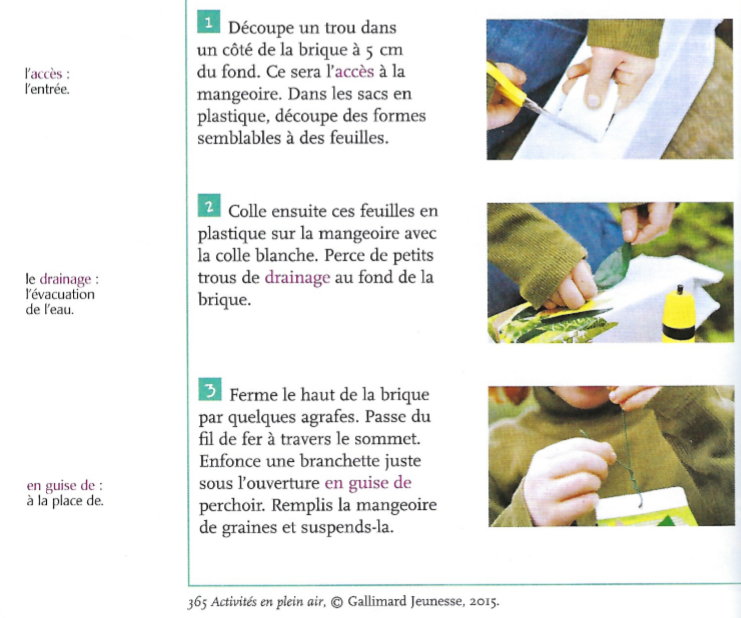 1 Découpe un trou dans
un côté de la brique à 5 cm
du fond. Ce sera l'accès à la
mangeoire. Dans les sacs en
plastique, découpe des formes
semblables à des feuilles.
l'accès :
l'entrée.
2 Colle ensuite ces feuilles en
plastique sur la mangeoire avec
la colle blanche. Perce de petits
trous de drainage au fond de la
brique.
le drainage :
l'évacuation
de l'eau.
3 Ferme le haut de la brique
par quelques agrafes. Passe du
fil de fer à travers le sommet.
Enfonce une branchette juste
sous l'ouverture en guise de
perchoir. Remplis la mangeoire
de graines et suspends-la.
en guise de :
à la place de.
365 Activités en plein air, © Gallimard Jeunesse, 2015.